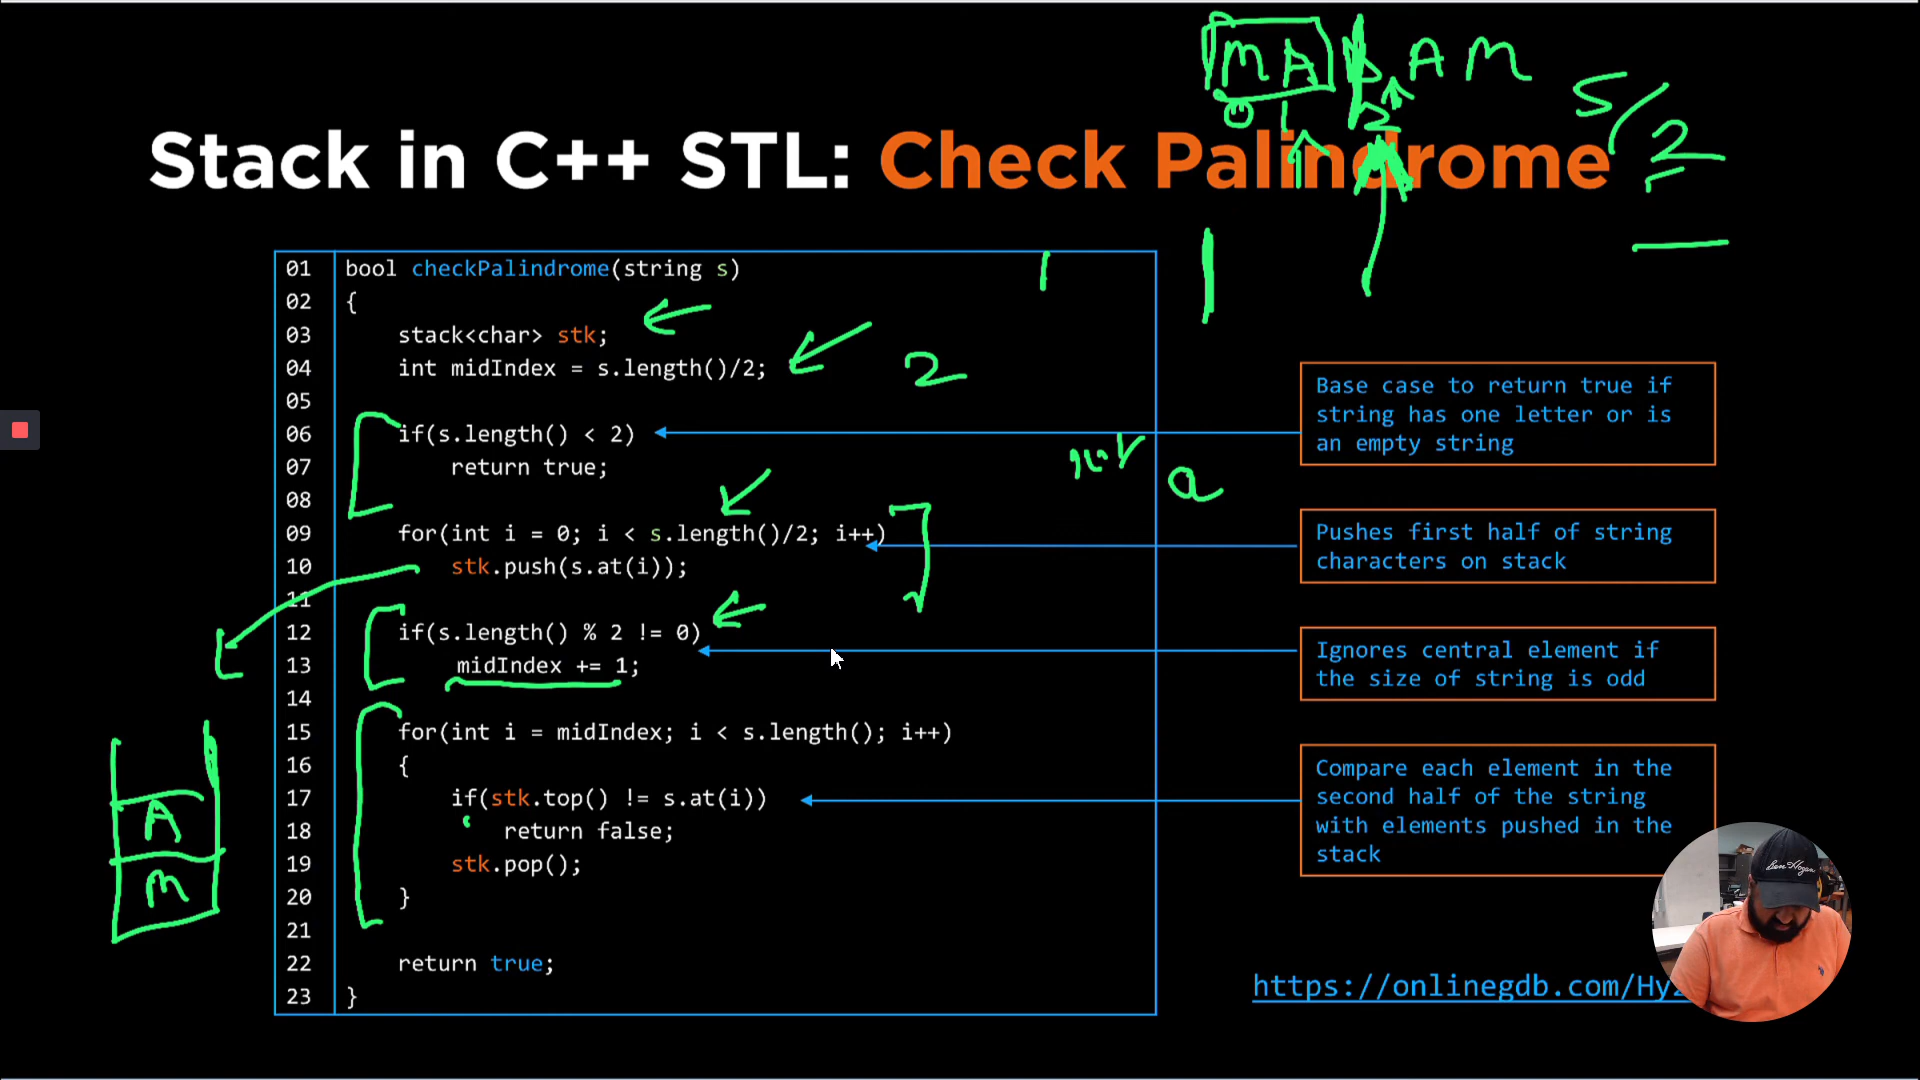 MADAM
0 1 2
5/2
Stack in C++ STL: Check Palindrome
01 bool checkPalindrome(string s)
02 {
03 stack<char> stk;
04 int midIndex = s.length()/2;
2
05
06 if(s.length() < 2)
07 return true;
08
09 for(int i = 0; i < s.length()/2; i++)
10 stk.push(s.at(i));
11
12 if(s.length() % 2 != 0)
13 midIndex += 1;
14
15 for(int i = midIndex; i < s.length(); i++)
16 {
17 if(stk.top() != s.at(i))
18 return false;
19 stk.pop();
20 }
21
22 return true;
23 }
Base case to return true if
string has one letter or is
an empty string
a
Pushes first half of string
characters on stack
Ignores central element if
the size of string is odd
Compare each element in the
second half of the string
with elements pushed in the
stack
A
M
Ben Hogan
https://onlinegdb.com/Hy